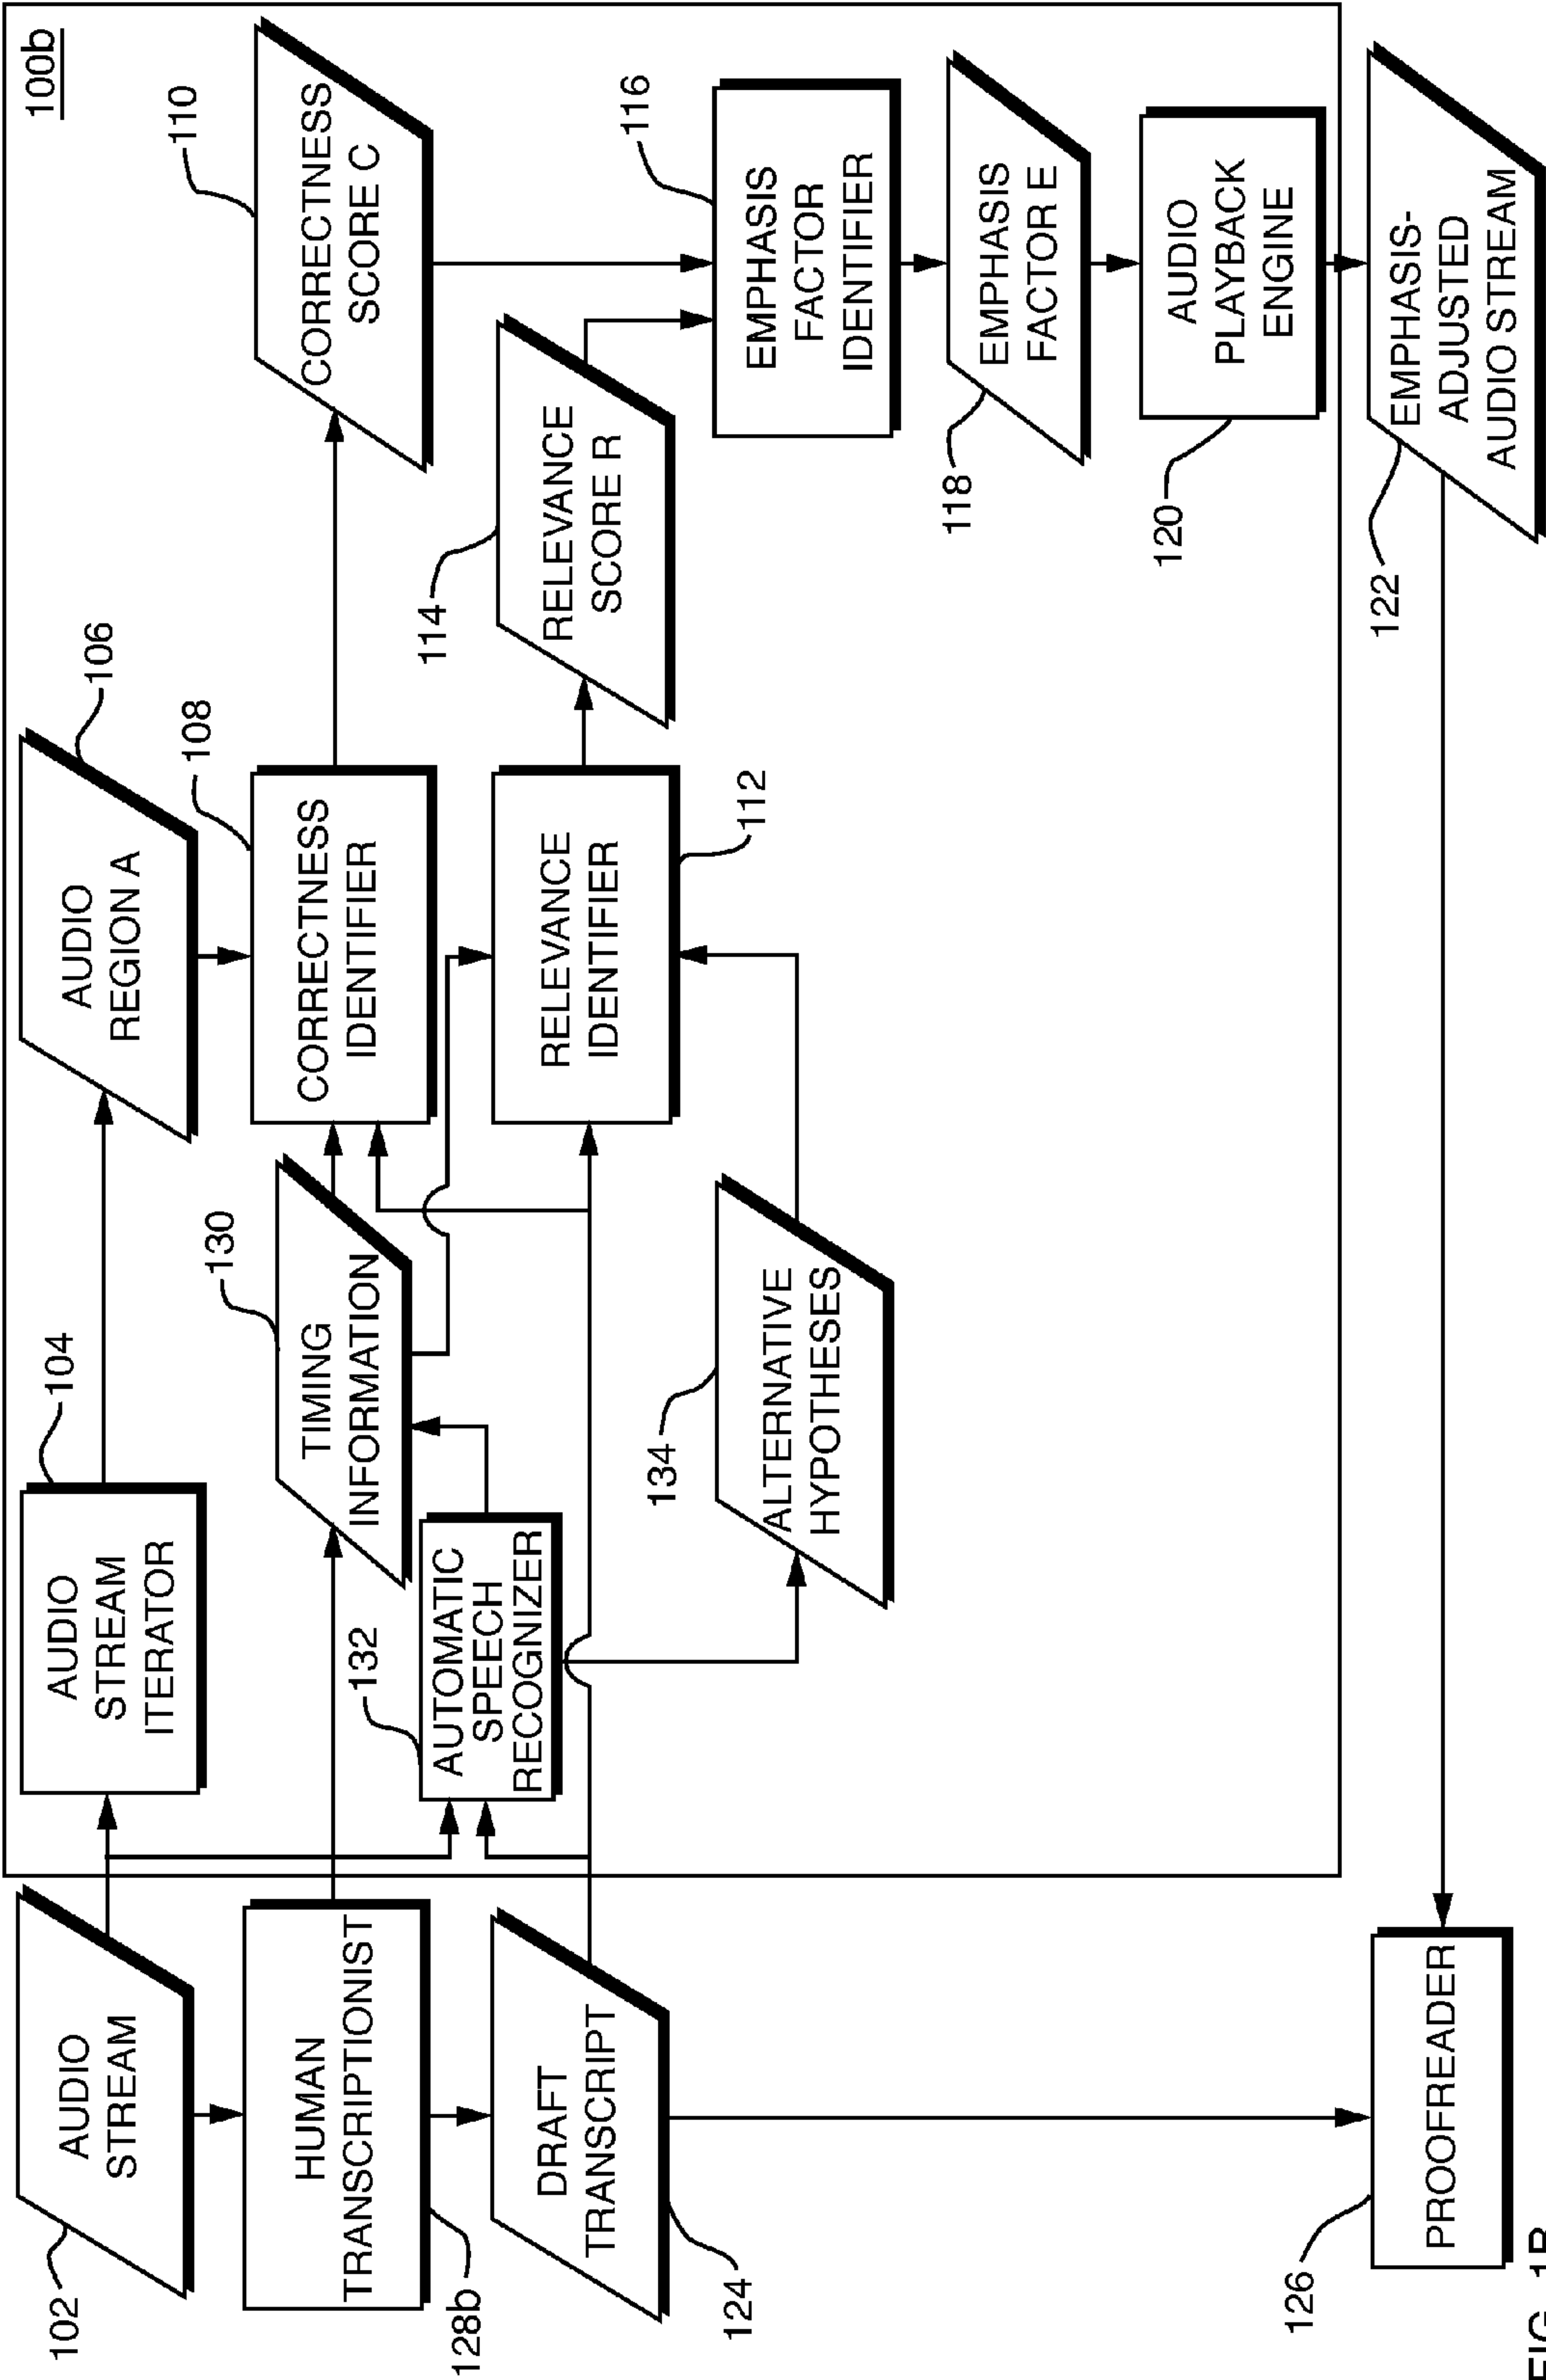 100b
102
AUDIO
STREAM
104
AUDIO
STREAM
ITERATOR
106
AUDIO
REGION A
HUMAN
TRANSCRIPTIONIST
128b
130
TIMING
INFORMATION
108
CORRECTNESS
IDENTIFIER
110
CORRECTNESS
SCORE C
132
AUTOMATIC
SPEECH
RECOGNIZER
DRAFT
TRANSCRIPT
124
RELEVANCE
IDENTIFIER
112
114
RELEVANCE
SCORE R
134
ALTERNATIVE
HYPOTHESES
116
EMPHASIS
FACTOR
IDENTIFIER
118
EMPHASIS
FACTOR E
120
AUDIO
PLAYBACK
ENGINE
126
PROOFREADER
122
EMPHASIS-
ADJUSTED
AUDIO STREAM
FIG. 1B